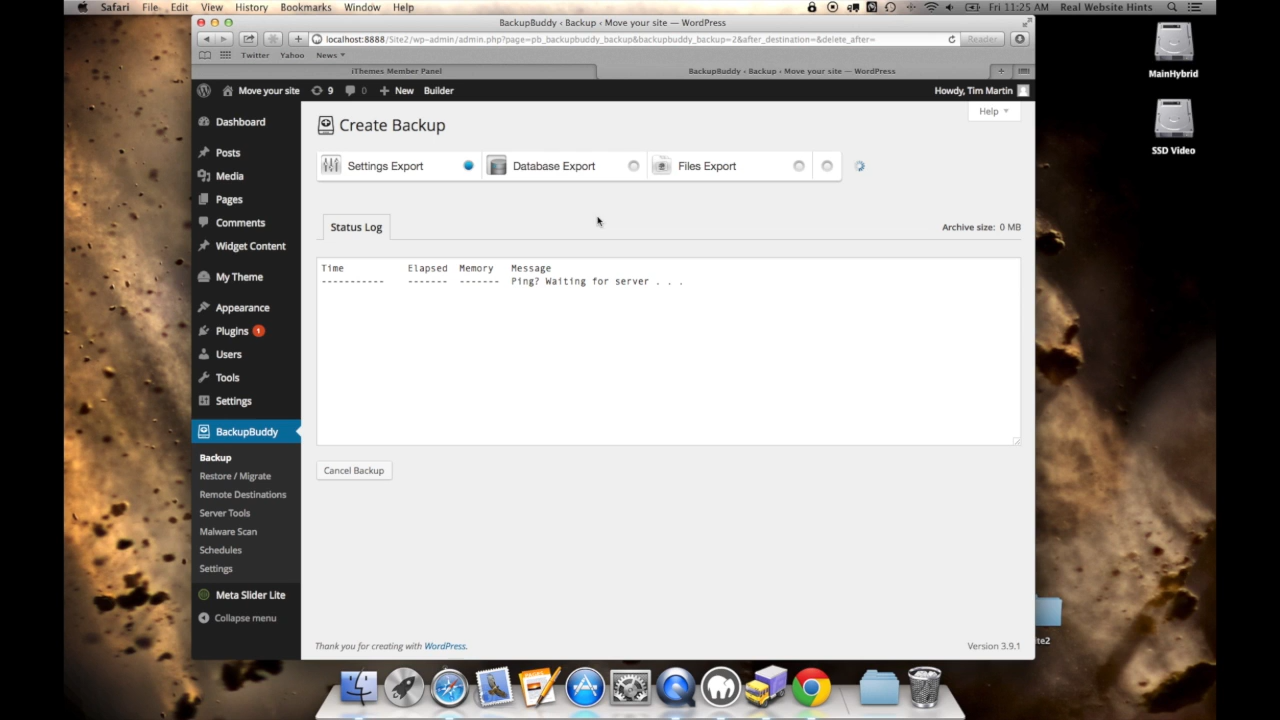 Safari File Edit View History Bookmarks Window Help
Fri 11:25 AM Real Website Hints
BackupBuddy ‹ Backup ‹ Move your site — WordPress
localhost:8888/Site2/wp-admin/admin.php?page=pb_backupbuddy_backup&backupbuddy_backup=2&after_destination=&delete_after=
Reader
Twitter Yahoo News
iThemes Member Panel
BackupBuddy ‹ Backup ‹ Move your site — WordPress
Move your site 9 0 + New Builder
Howdy, Tim Martin
Help
MainHybrid
SSD Video
Dashboard
Posts
Media
Pages
Comments
Widget Content
My Theme
Appearance
Plugins 1
Users
Tools
Settings
BackupBuddy
Backup
Restore / Migrate
Remote Destinations
Server Tools
Malware Scan
Schedules
Settings
Meta Slider Lite
Collapse menu
Create Backup
Settings Export
Database Export
Files Export
Status Log
Archive size: 0 MB
Time Elapsed Memory Message
----------- ------- ------- Ping? Waiting for server . . .
Cancel Backup
Thank you for creating with WordPress.
Version 3.9.1